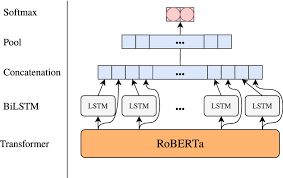 Softmax
Pool
...
Concatenation
...
BiLSTM
LSTM LSTM ... LSTM LSTM
Transformer
RoBERTa